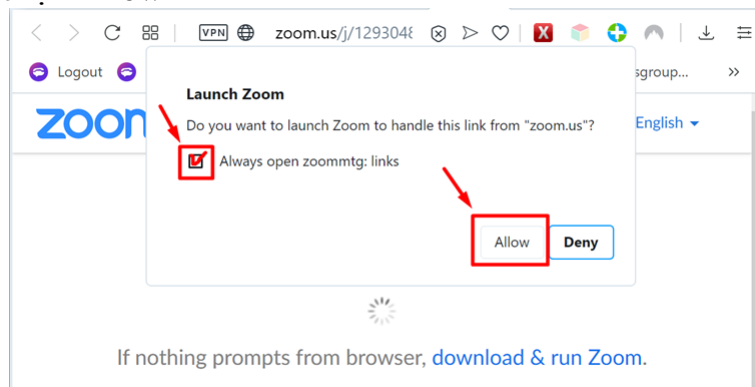 VPN zoom.us/j/1293048
Logout sgroup... »
Launch Zoom
zoom English
Do you want to launch Zoom to handle this link from "zoom.us"?
Always open zoommtg: links
Allow Deny
If nothing prompts from browser, download & run Zoom.